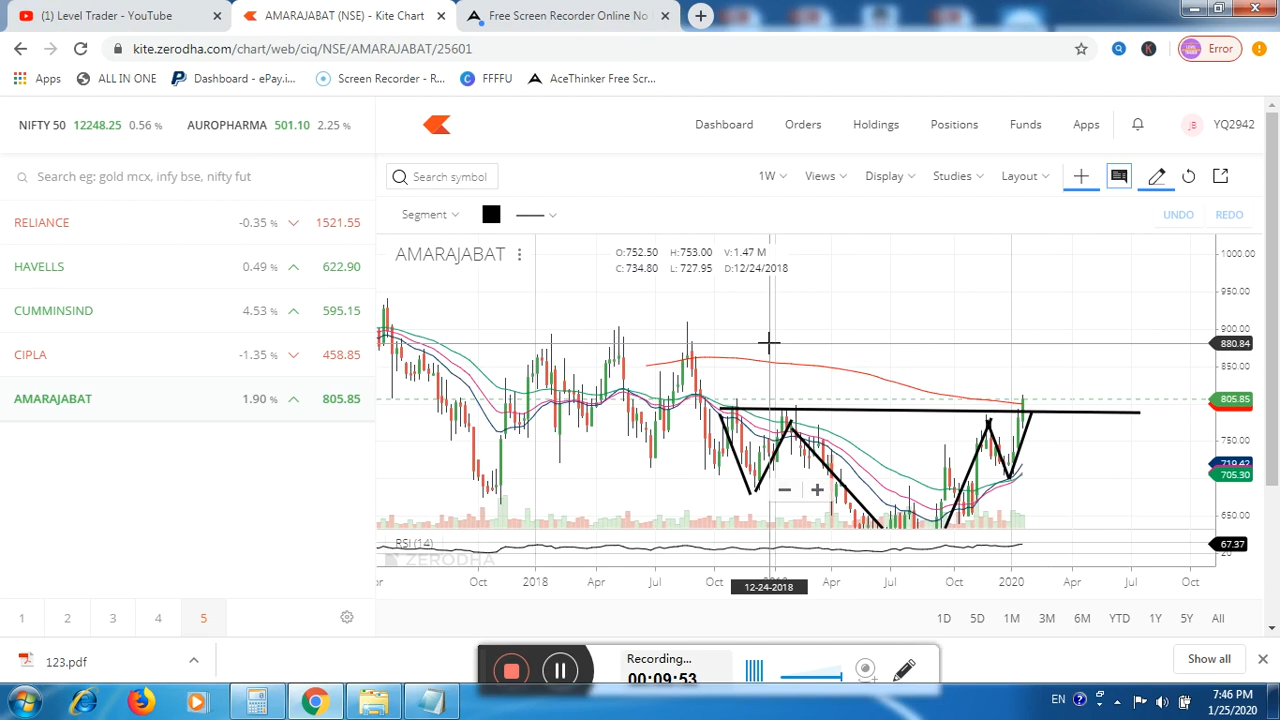 (1) Level Trader - YouTube
AMARAJABAT (NSE) - Kite Chart
Free Screen Recorder Online No
kite.zerodha.com/chart/web/ciq/NSE/AMARAJABAT/25601
Error
Apps
ALL IN ONE
Dashboard - ePay.i...
Screen Recorder - R...
FFFFU
AceThinker Free Scr...
NIFTY 50 12248.25 0.56 %
AUROPHARMA 501.10 2.25 %
Dashboard
Orders
Holdings
Positions
Funds
Apps
JB
YQ2942
Search eg: gold mcx, infy bse, nifty fut
Search symbol
1W
Views
Display
Studies
Layout
RELIANCE -0.35 % 1521.55
HAVELLS 0.49 % 622.90
CUMMINSIND 4.53 % 595.15
CIPLA -1.35 % 458.85
AMARAJABAT 1.90 % 805.85
Segment
UNDO
REDO
AMARAJABAT
O: 752.50 H: 753.00 V: 1.47 M
C: 734.80 L: 727.95 D: 12/24/2018
1000.00
950.00
900.00
880.84
850.00
805.85
750.00
719.42
705.30
650.00
RSI (14)
67.37
20
ZERODHA
Oct
2018
Apr
Jul
Oct
Apr
Jul
Oct
2020
Apr
Jul
Oct
12-24-2018
1
2
3
4
5
1D
5D
1M
3M
6M
YTD
1Y
5Y
All
123.pdf
Show all
Recording...
00:09:53
EN
7:46 PM
1/25/2020